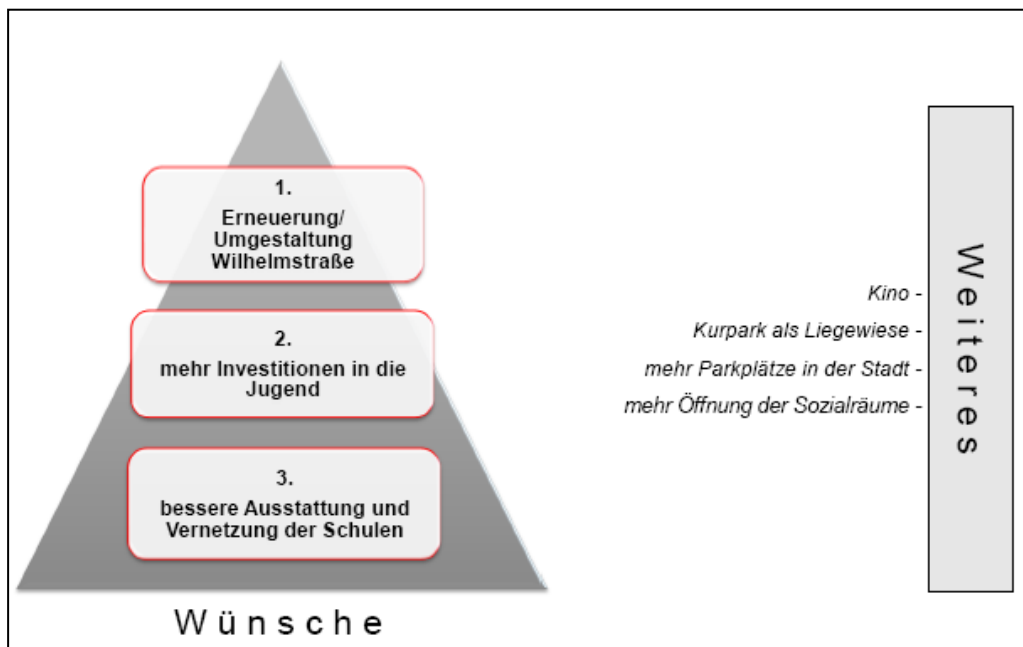 1.
Erneuerung/
Umgestaltung
Wilhelmstraße
2.
mehr Investitionen in die
Jugend
3.
bessere Ausstattung und
Vernetzung der Schulen
Wünsche
Kino -
Kurpark als Liegewiese -
mehr Parkplätze in der Stadt -
mehr Öffnung der Sozialräume -
Weiteres